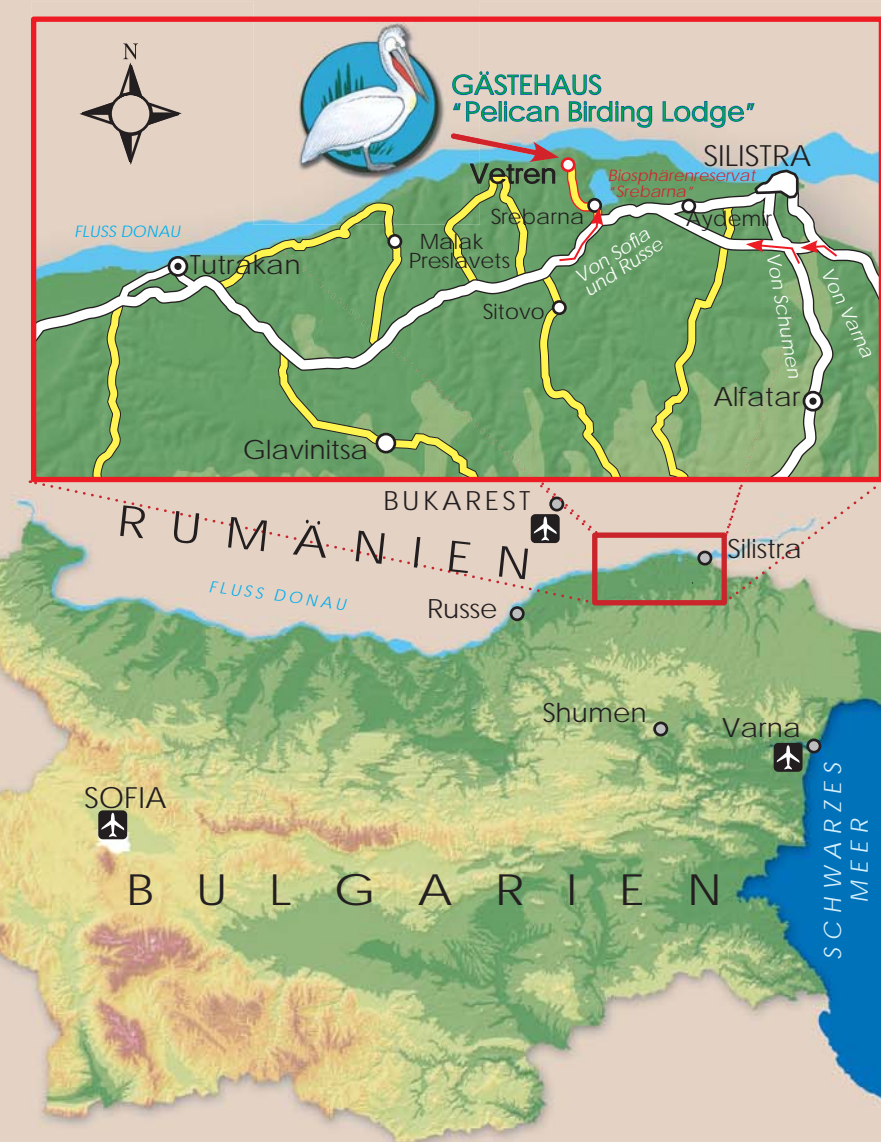 N
GÄSTEHAUS
"Pelican Birding Lodge"
SILISTRA
Vetren
Biosphärenreservat
"Srebarna"
Srebarna
Aydemir
FLUSS DONAU
Malak
Preslavets
Tutrakan
Von Sofia
und Russe
Sitovo
Von Schumen
Von Varna
Alfatar
Glavinitsa
BUKAREST
RUMÄNIEN
Silistra
FLUSS DONAU
Russe
Shumen
Varna
SOFIA
BULGARIEN
SCHWARZES
MEER